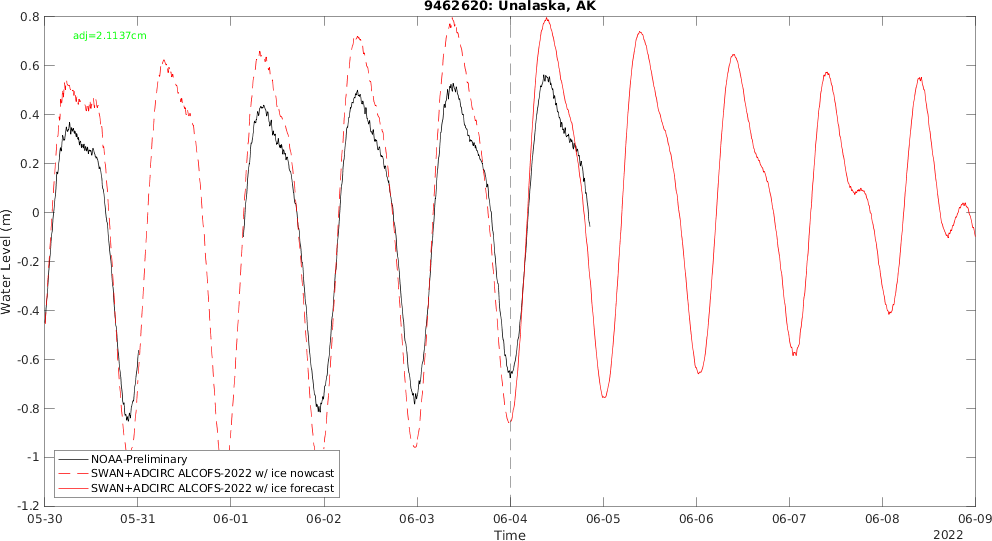 9462620: Unalaska, AK
adj=2.1137cm
0.8
0.6
0.4
0.2
0
-0.2
-0.4
-0.6
-0.8
-1
-1.2
Water Level (m)
NOAA-Preliminary
SWAN+ADCIRC ALCOFS-2022 w/ ice nowcast
SWAN+ADCIRC ALCOFS-2022 w/ ice forecast
05-30 05-31 06-01 06-02 06-03 06-04 06-05 06-06 06-07 06-08 06-09
Time
2022